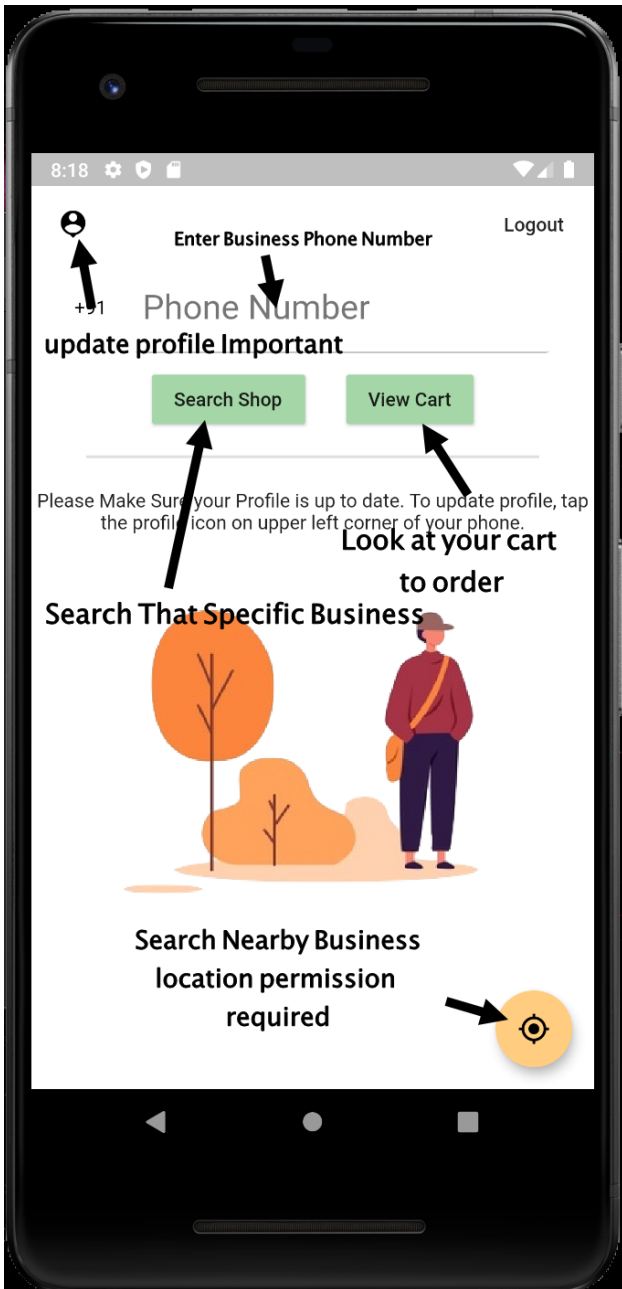 8:18
Logout
Enter Business Phone Number
+91
Phone Number
update profile Important
Search Shop
View Cart
Please Make Sure your Profile is up to date. To update profile, tap
the profile icon on upper left corner of your phone.
Look at your cart
to order
Search That Specific Business
Search Nearby Business
location permission
required